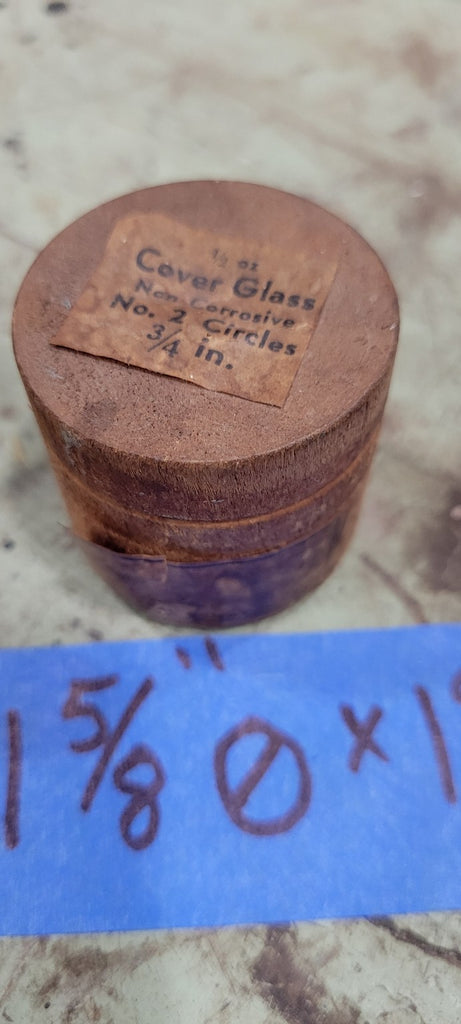 1/2 oz
Cover Glass
Non Corrosive
No. 2 Circles
3/4 in.
1 5/8" Ø x 1